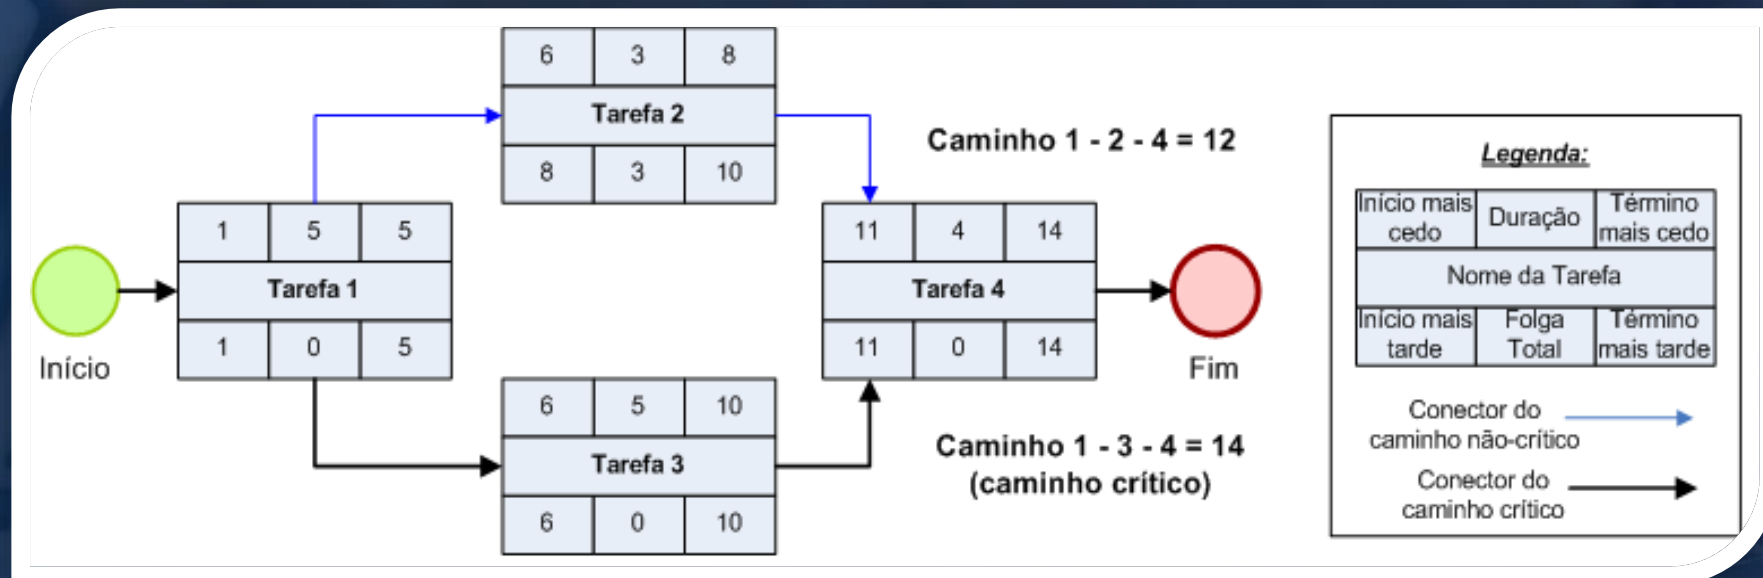 6 3 8
Tarefa 2
8 3 10
Caminho 1 - 2 - 4 = 12
1 5 5
Tarefa 1
1 0 5
Início
11 4 14
Tarefa 4
11 0 14
Fim
6 5 10
Tarefa 3
6 0 10
Caminho 1 - 3 - 4 = 14
(caminho crítico)
Legenda:
Início mais
cedo
Duração
Término
mais cedo
Nome da Tarefa
Início mais
tarde
Folga
Total
Término
mais tarde
Conector do
caminho não-crítico
Conector do
caminho crítico